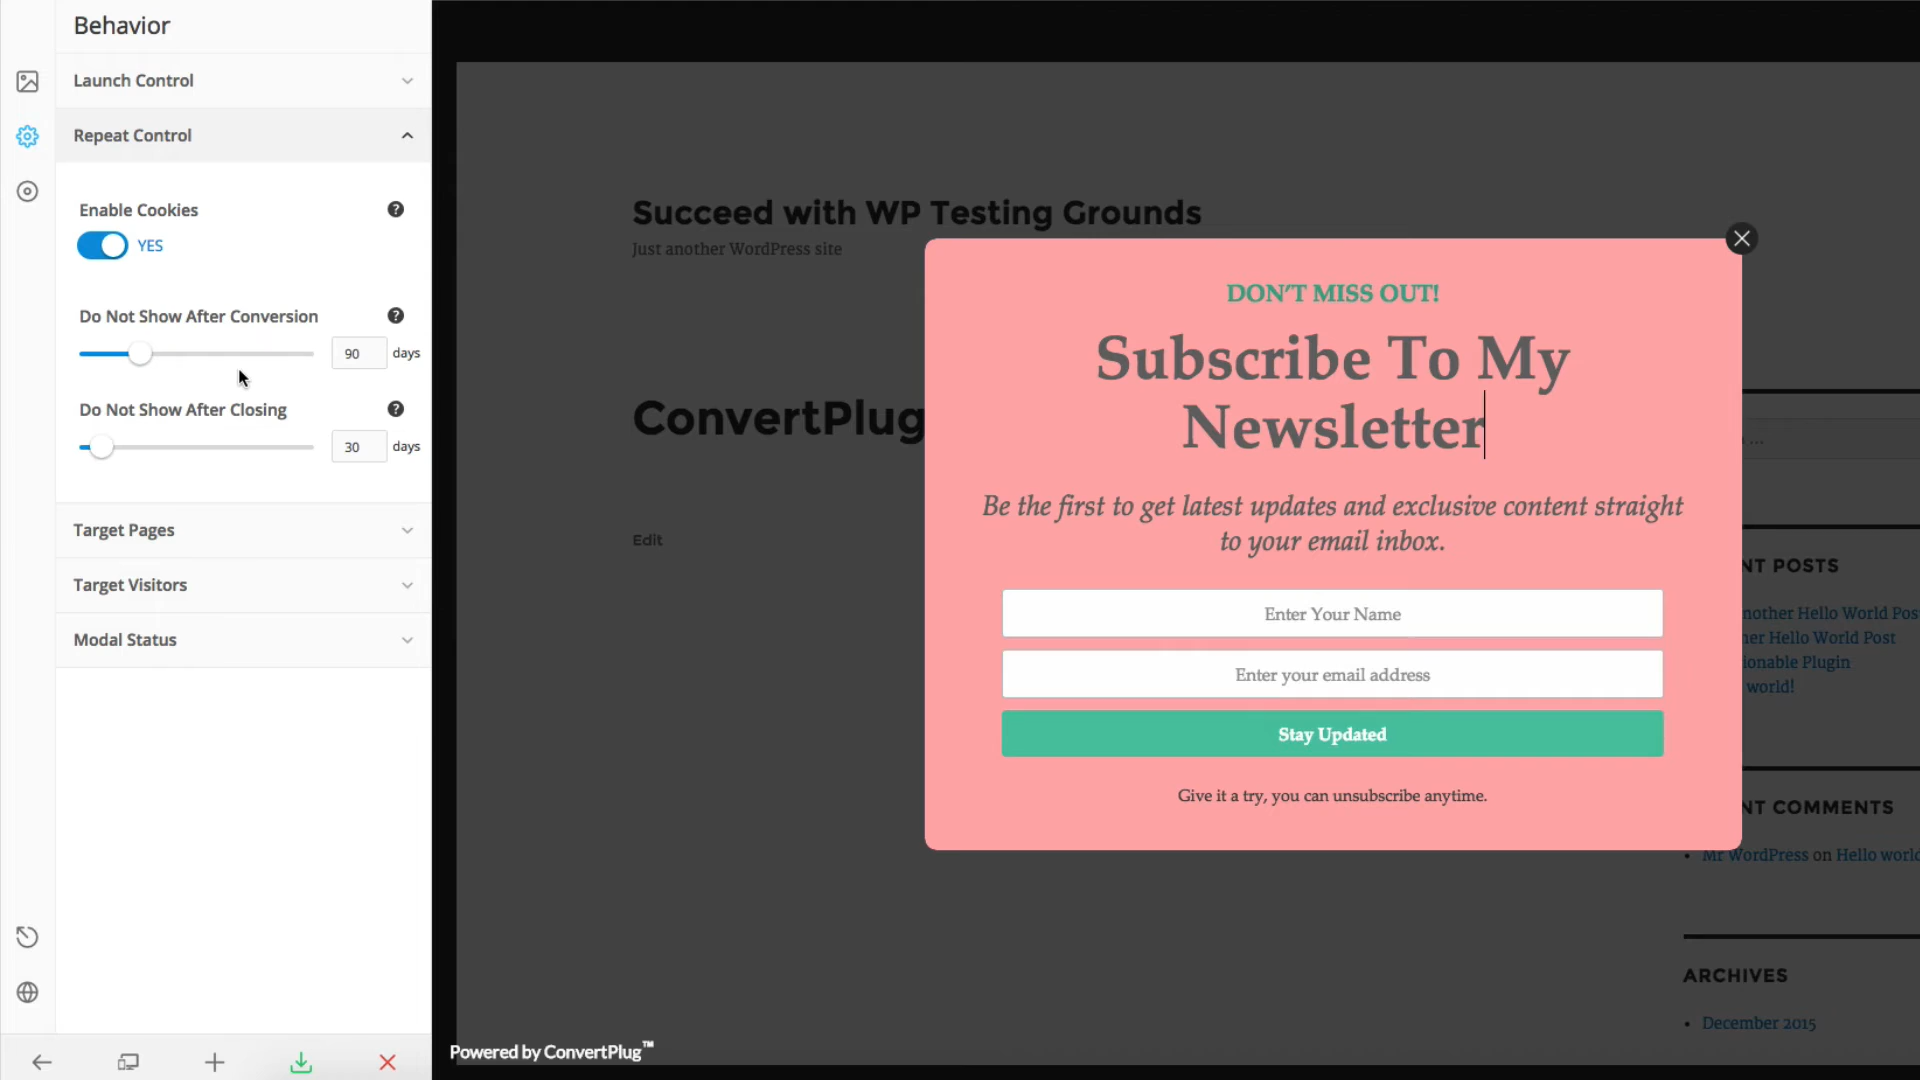 Behavior
Launch Control
Repeat Control
Enable Cookies
YES
Do Not Show After Conversion
90 days
Do Not Show After Closing
30 days
Target Pages
Target Visitors
Modal Status
Succeed with WP Testing Grounds
Just another WordPress site
ConvertPlug
Edit
DON'T MISS OUT!
Subscribe To My
Newsletter
Be the first to get latest updates and exclusive content straight
to your email inbox.
Enter Your Name
Enter your email address
Stay Updated
Give it a try, you can unsubscribe anytime.
...
NT POSTS
nother Hello World Pos
her Hello World Post
ionable Plugin
world!
NT COMMENTS
• Mr WordPress on Hello world
ARCHIVES
• December 2015
Powered by ConvertPlug™